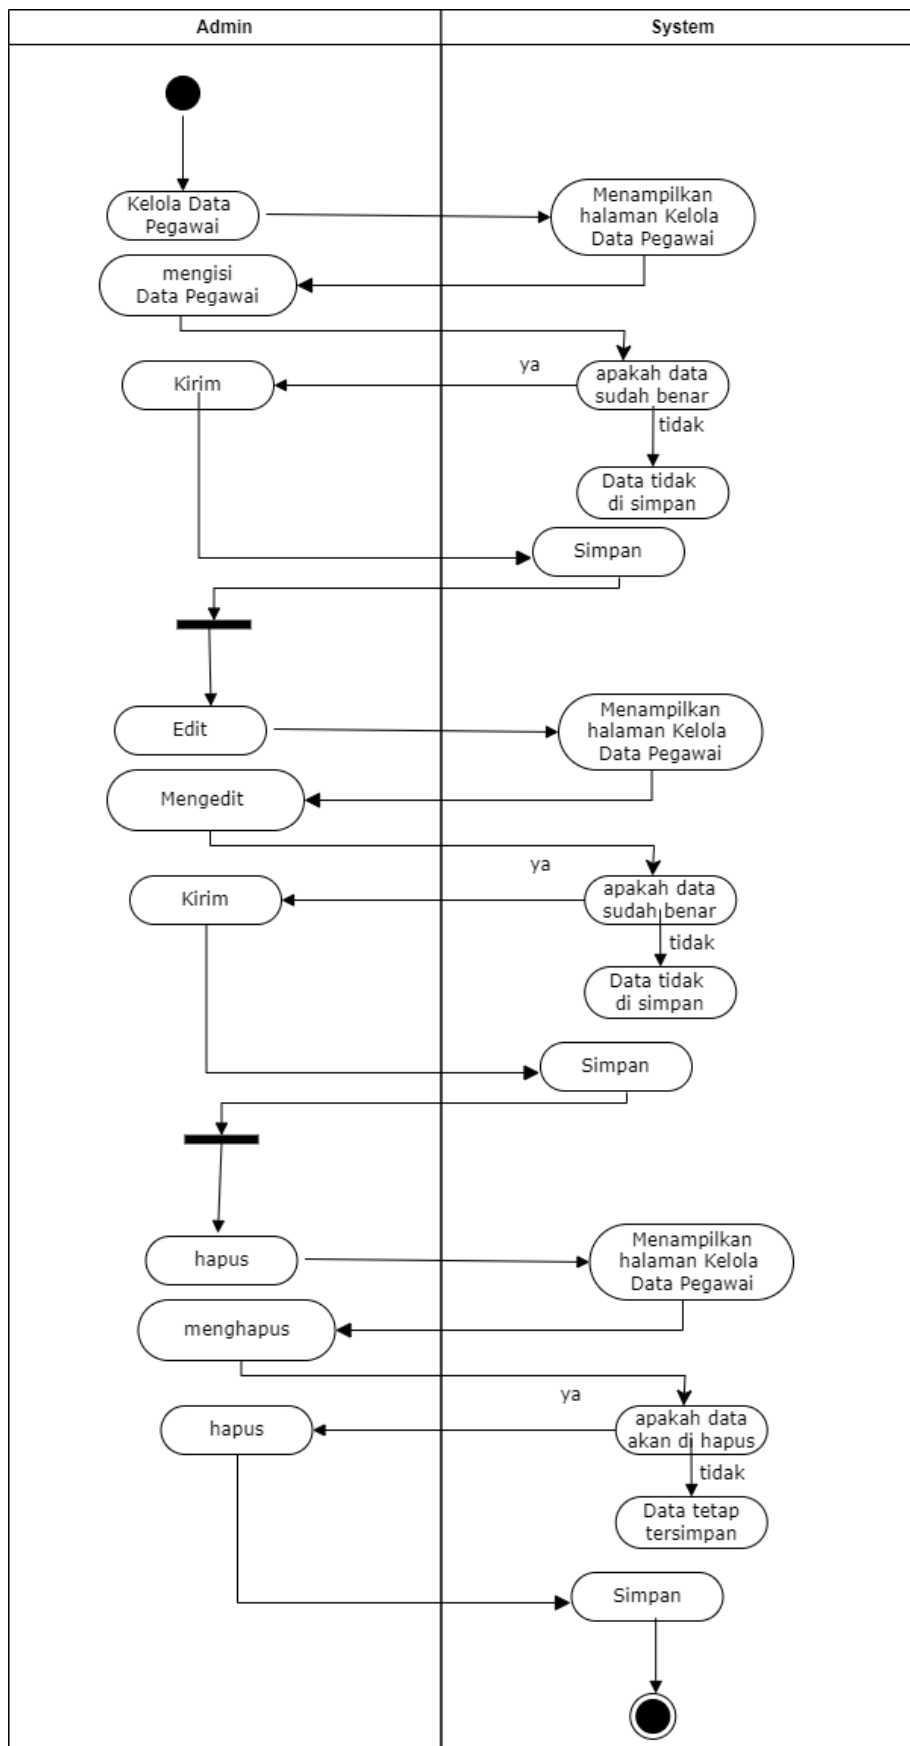 Admin
System
Kelola Data
Pegawai
Menampilkan
halaman Kelola
Data Pegawai
mengisi
Data Pegawai
ya
Kirim
apakah data
sudah benar
tidak
Data tidak
di simpan
Simpan
Edit
Menampilkan
halaman Kelola
Data Pegawai
Mengedit
ya
Kirim
apakah data
sudah benar
tidak
Data tidak
di simpan
Simpan
hapus
Menampilkan
halaman Kelola
Data Pegawai
menghapus
ya
hapus
apakah data
akan di hapus
tidak
Data tetap
tersimpan
Simpan